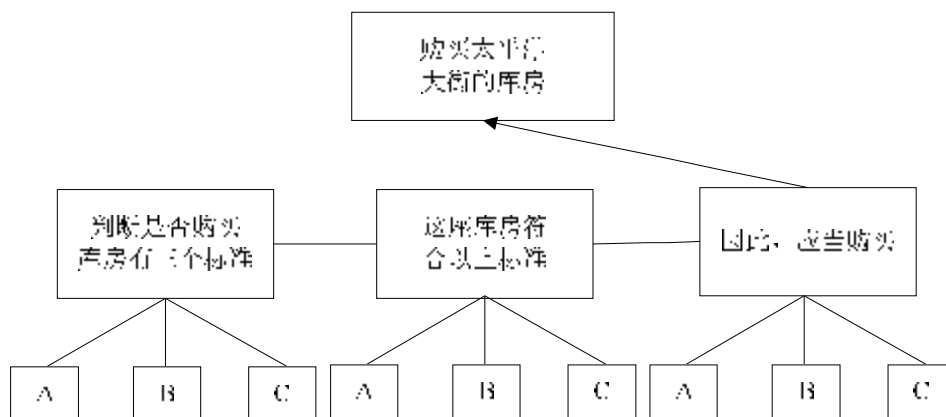 购买太平洋
大街的库房
判断是否购买
库房有三个标准
这座库房符
合以上标准
因此，应当购买
A B C A B C A B C